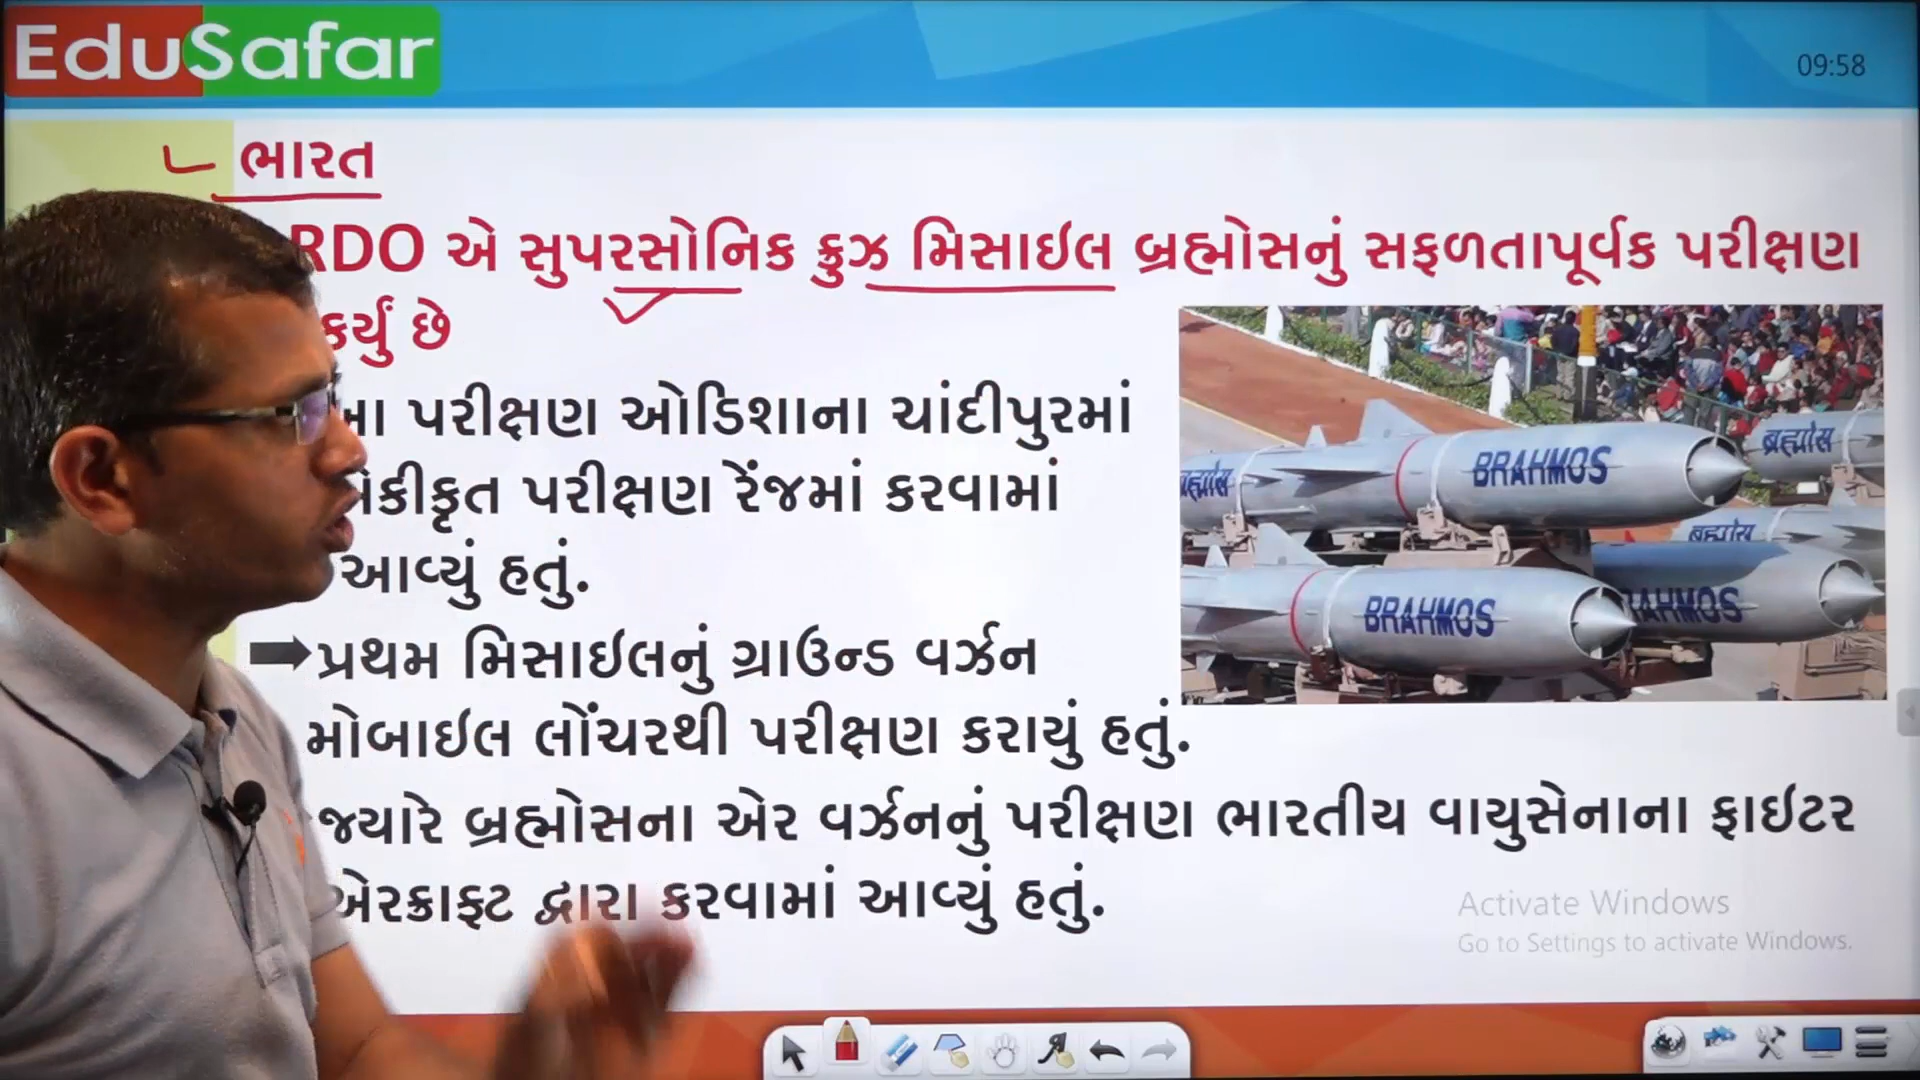 EduSafar
09:58
ભારત
RDO એ સુપરસોનિક ક્રુઝ મિસાઇલ બ્રહ્મોસનું સફળતાપૂર્વક પરીક્ષણ
કર્યું છે
પરીક્ષણ ઓડિશાના ચાંદીપુરમાં
પરીક્ષણ રેંજમાં કરવામાં
આવ્યું હતું.
પ્રથમ મિસાઇલનું ગ્રાઉન્ડ વર્ઝન
મોબાઇલ લોંચરથી પરીક્ષણ કરાયું હતું.
જ્યારે બ્રહ્મોસના એર વર્ઝનનું પરીક્ષણ ભારતીય વાયુસેનાના ફાઇટર
એરક્રાફ્ટ દ્વારા કરવામાં આવ્યું હતું.
BRAHMOS
ब्रह्मोस
ब्रह्मोस
ब्रह्मोस
BRAHMOS
Activate Windows
Go to Settings to activate Windows.